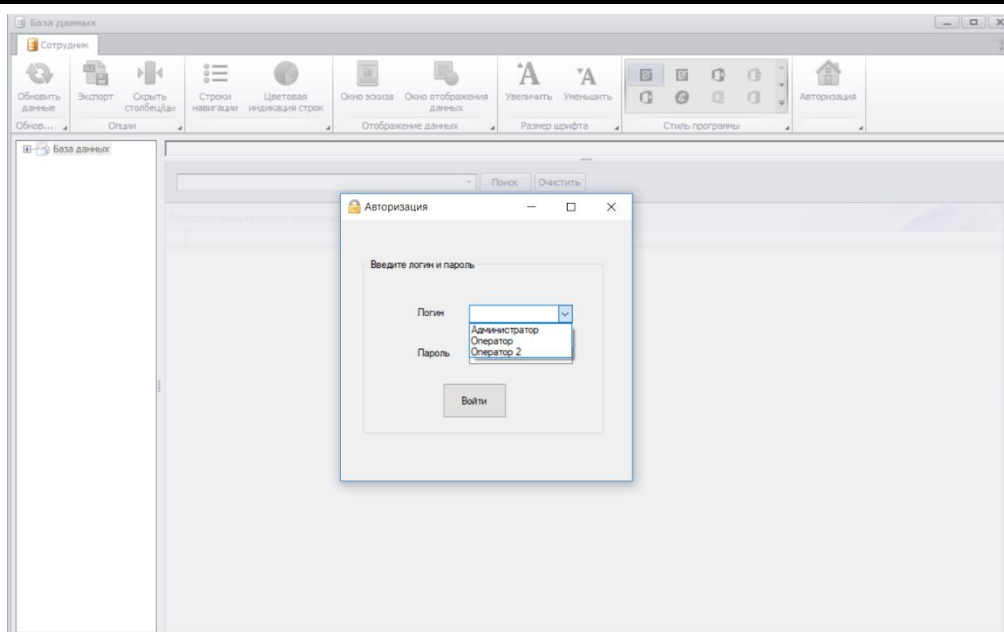 База данных
Сотрудник
Обновить данные
Экспорт
Скрыть столбец/цы
Строки навигации
Цветовая индикация строк
Окно эскиза
Окно отображения данных
Увеличить
Уменьшить
Авторизация
Обнов...
Опции
Отображение данных
Размер шрифта
Стиль программы
База данных
Поиск
Очистить
Авторизация
Введите логин и пароль
Логин
Администратор
Оператор
Оператор 2
Пароль
Войти